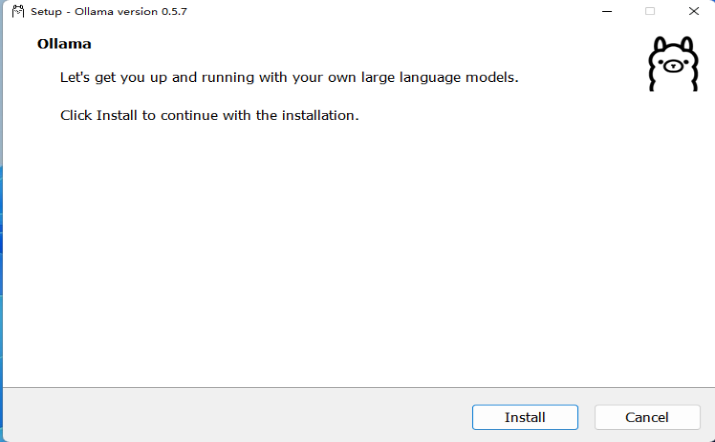 Setup - Ollama version 0.5.7
Ollama
Let's get you up and running with your own large language models.
Click Install to continue with the installation.
Install
Cancel